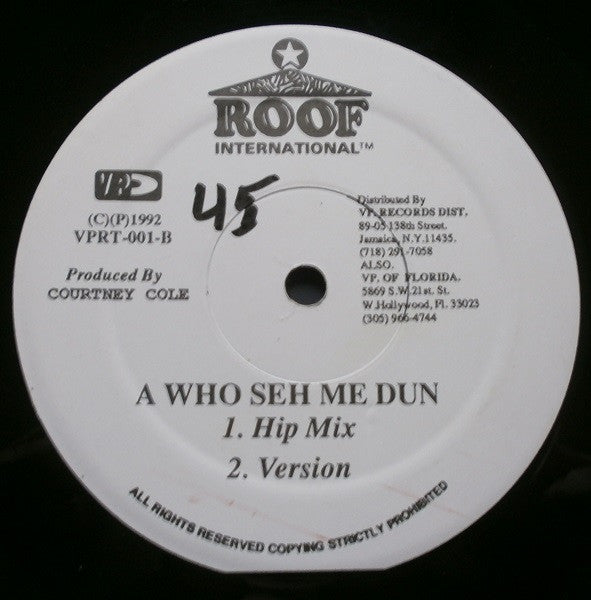 ROOF
INTERNATIONAL™
VP
(C)(P)1992
VPRT-001-B
Produced By
COURTNEY COLE
45
Distributed By
VP. RECORDS DIST.
89-05 138th Street.
Jamaica, N.Y.11435.
(718) 291-7058
ALSO.
VP. OF FLORIDA.
5869 S.W.21st. St.
W.Hollywood, Fl. 33023
(305) 966-4744
A WHO SEH ME DUN
1. Hip Mix
2. Version
ALL RIGHTS RESERVED COPYING STRICTLY PROHIBITED